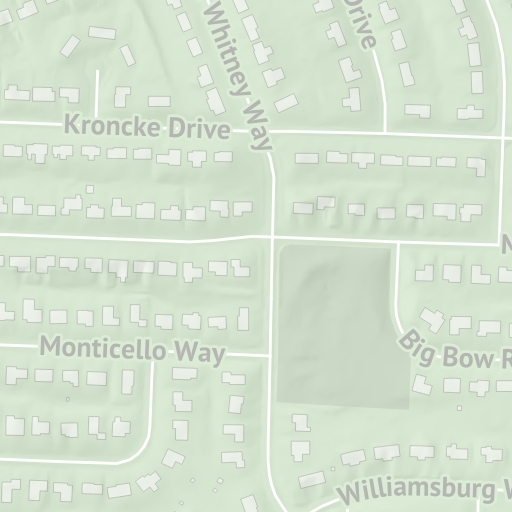 Drive
Whitney Way
Kroncke Drive
Monticello Way
Big Bow R
Williamsburg W